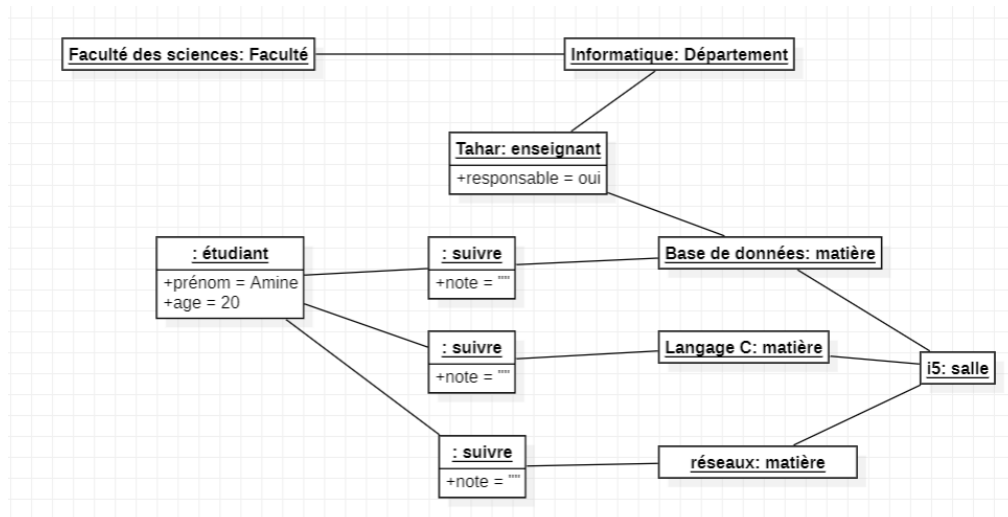 Faculté des sciences: Faculté
Informatique: Département
Tahar: enseignant
+responsable = oui
: étudiant
+prénom = Amine
+age = 20
: suivre
+note = ""
Base de données: matière
: suivre
+note = ""
Langage C: matière
i5: salle
: suivre
+note = ""
réseaux: matière